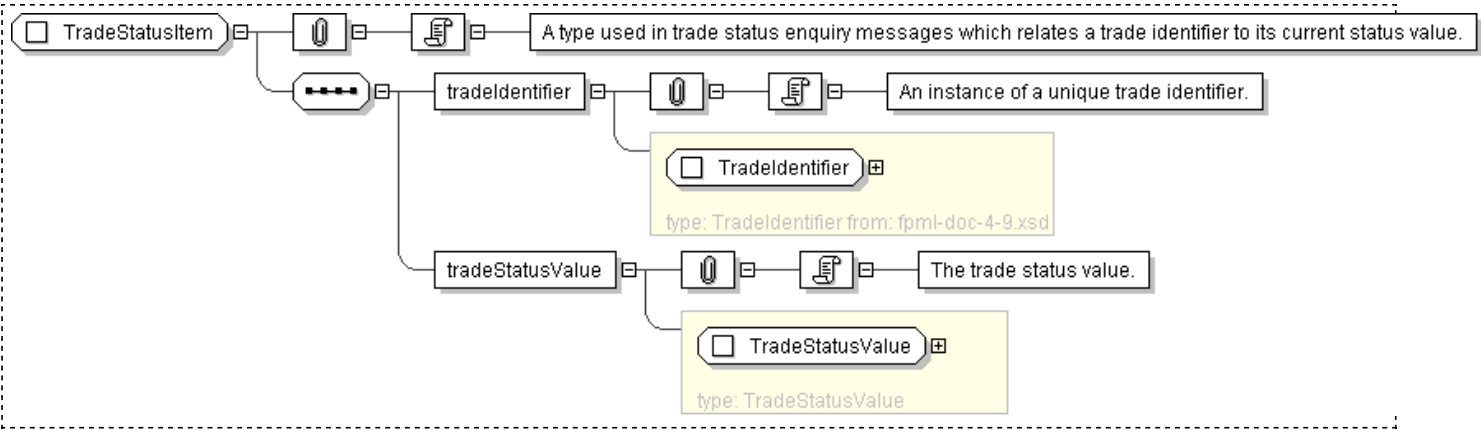 TradeStatusItem
A type used in trade status enquiry messages which relates a trade identifier to its current status value.
tradeIdentifier
An instance of a unique trade identifier.
TradeIdentifier
type: TradeIdentifier from: fpml-doc-4-9.xsd
tradeStatusValue
The trade status value.
TradeStatusValue
type: TradeStatusValue